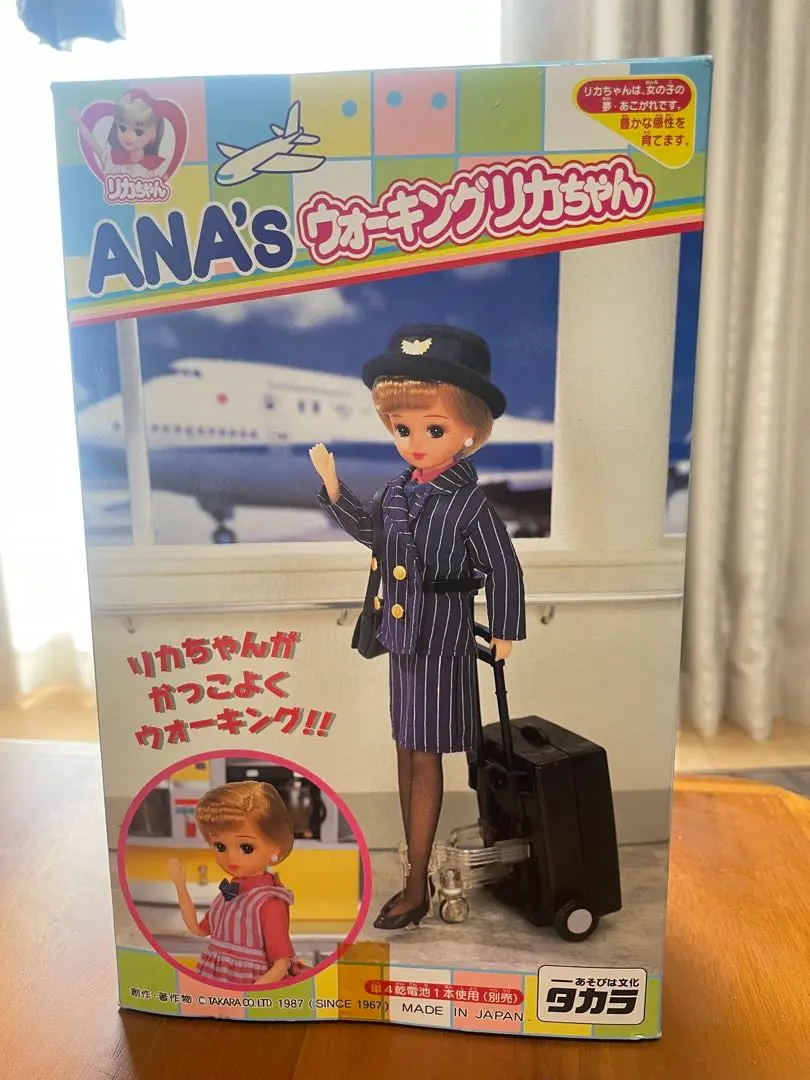 リカちゃんは、女の子の
夢・あこがれです。
豊かな感性を
育てます。
リカちゃん
ANA'S ウォーキングリカちゃん
リカちゃんが
かっこよく
ウォーキング!!
創作・著作物 ©TAKARA CO.LTD 1987 (SINCE 1967)
単4乾電池1本使用(別売)
MADE IN JAPAN
あそびは文化
タカラ